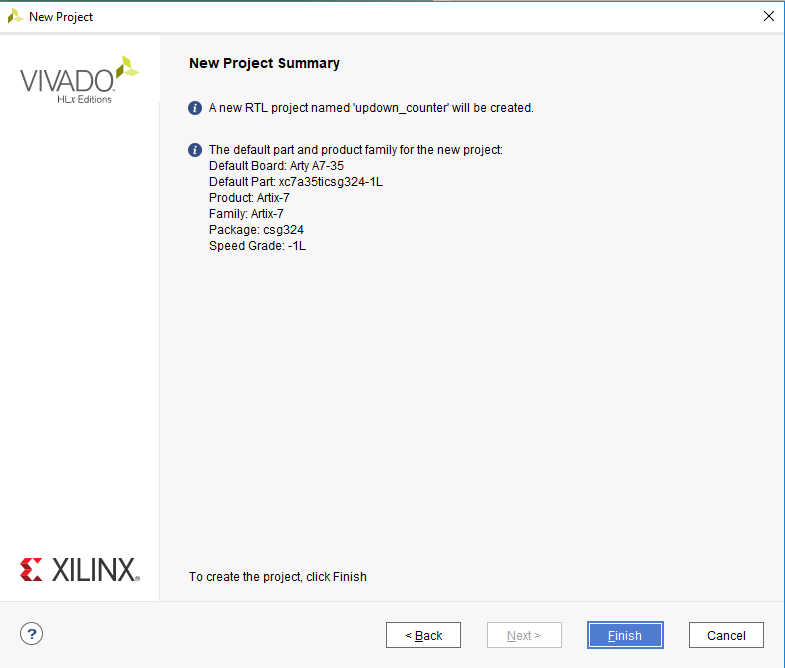 New Project
VIVADO
HLx Editions
New Project Summary
A new RTL project named 'updown_counter' will be created.
The default part and product family for the new project:
Default Board: Arty A7-35
Default Part: xc7a35ticsg324-1L
Product: Artix-7
Family: Artix-7
Package: csg324
Speed Grade: -1L
XILINX®
To create the project, click Finish
?
< Back
Next >
Finish
Cancel